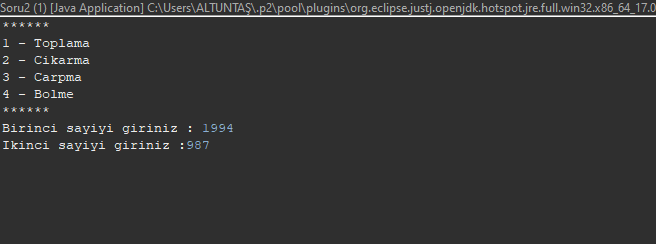 Soru2 (1) [Java Application] C:\Users\ALTUNTAŞ\.p2\pool\plugins\org.eclipse.justj.openjdk.hotspot.jre.full.win32.x86_64_17.0
******
1 - Toplama
2 - Cikarma
3 - Carpma
4 - Bolme
******
Birinci sayiyi giriniz : 1994
Ikinci sayiyi giriniz :987